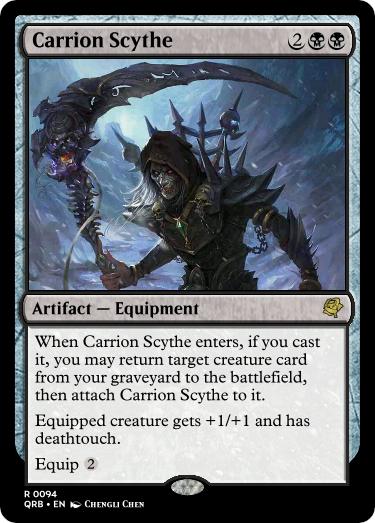 Carrion Scythe 2
Artifact — Equipment
When Carrion Scythe enters, if you cast
it, you may return target creature card
from your graveyard to the battlefield,
then attach Carrion Scythe to it.
Equipped creature gets +1/+1 and has
deathtouch.
Equip 2
R 0094
QRB • EN Chengli Chen